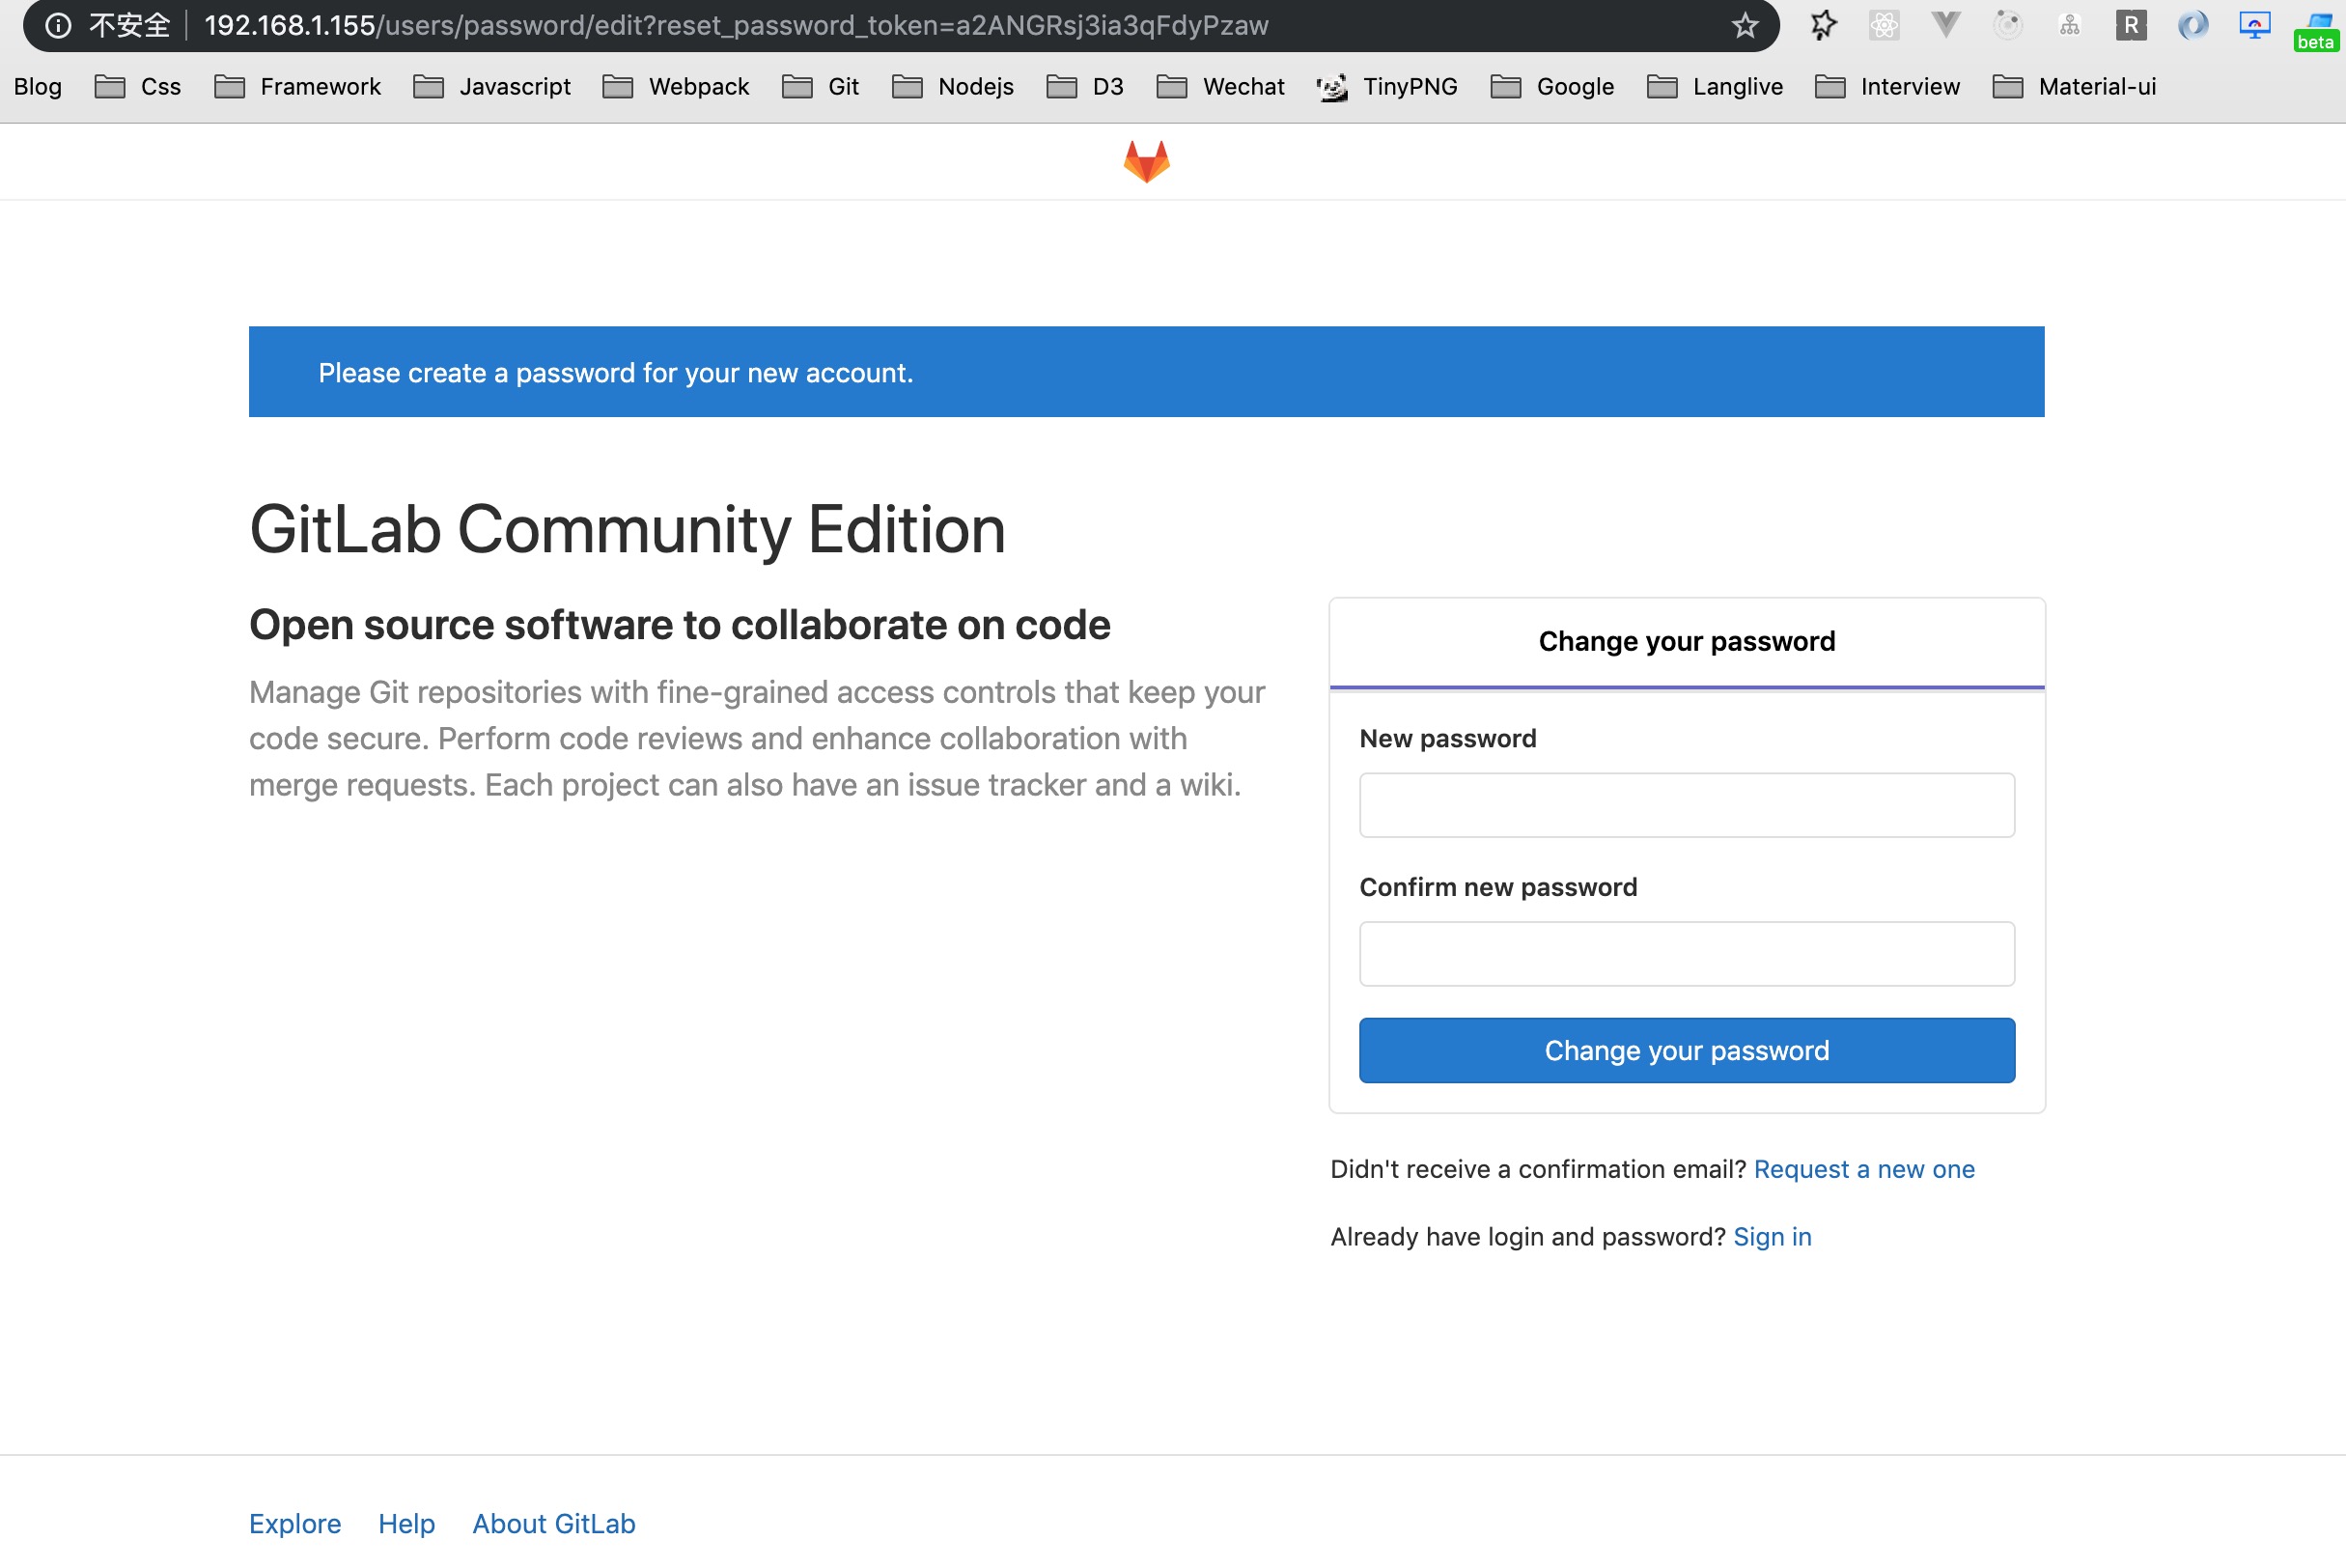 不安全 192.168.1.155/users/password/edit?reset_password_token=a2ANGRsj3ia3qFdyPzaw
R
beta
Blog Css Framework Javascript Webpack Git Nodejs D3 Wechat TinyPNG Google Langlive Interview Material-ui
Please create a password for your new account.
GitLab Community Edition
Open source software to collaborate on code
Manage Git repositories with fine-grained access controls that keep your
code secure. Perform code reviews and enhance collaboration with
merge requests. Each project can also have an issue tracker and a wiki.
Change your password
New password
Confirm new password
Change your password
Didn't receive a confirmation email? Request a new one
Already have login and password? Sign in
Explore Help About GitLab